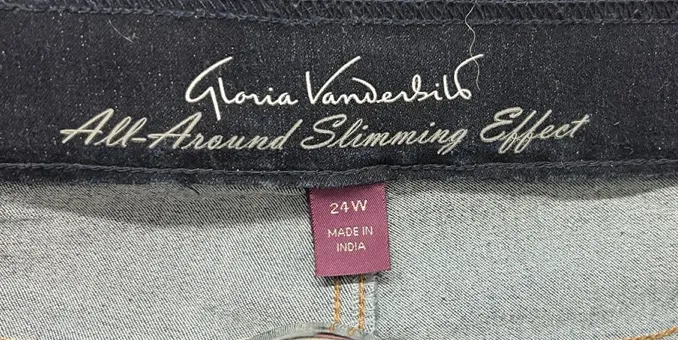 Gloria Vanderbilt
All-Around Slimming Effect
24W
MADE IN
INDIA